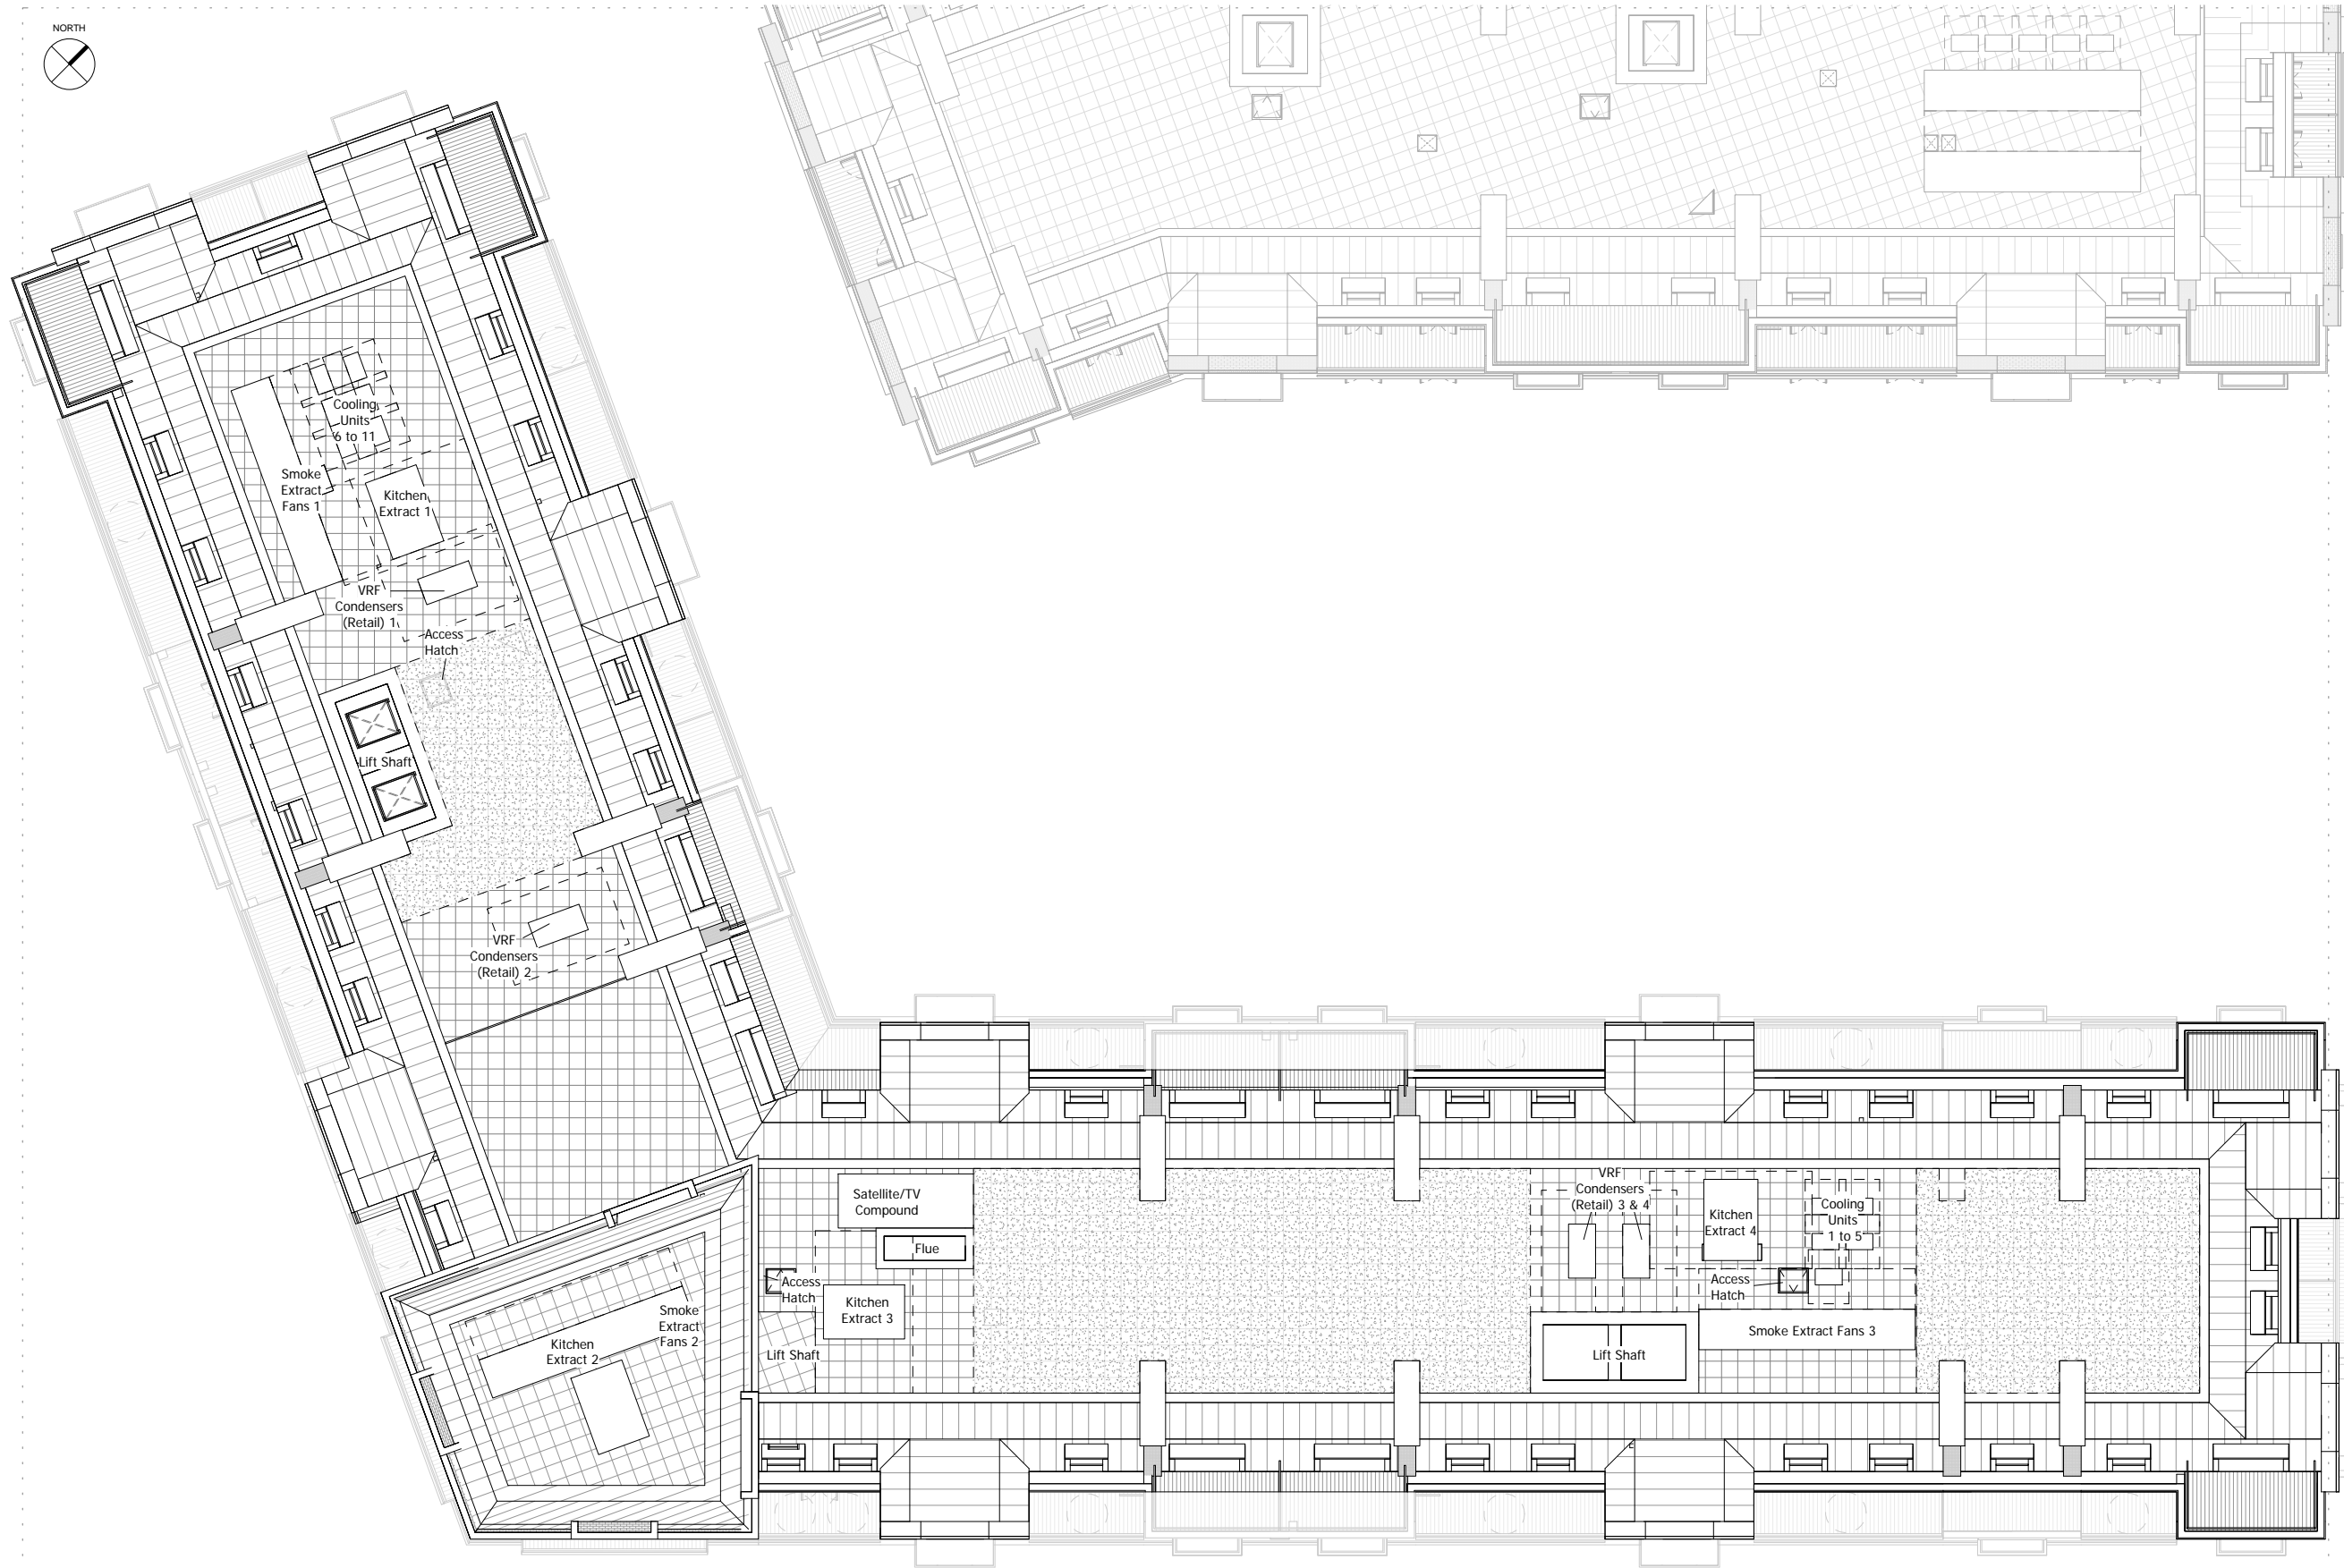 NORTH
Cooling
Units
6 to 11
Smoke
Extract
Fans 1
Kitchen
Extract 1
VRF
Condensers
(Retail) 1
Access
Hatch
Lift Shaft
VRF
Condensers
(Retail) 2
Satellite/TV
Compound
Flue
Access
Hatch
Kitchen
Extract 3
Lift Shaft
Smoke
Extract
Fans 2
Kitchen
Extract 2
VRF
Condensers
(Retail) 3 & 4
Kitchen
Extract 4
Cooling
Units
1 to 5
Access
Hatch
Smoke Extract Fans 3
Lift Shaft